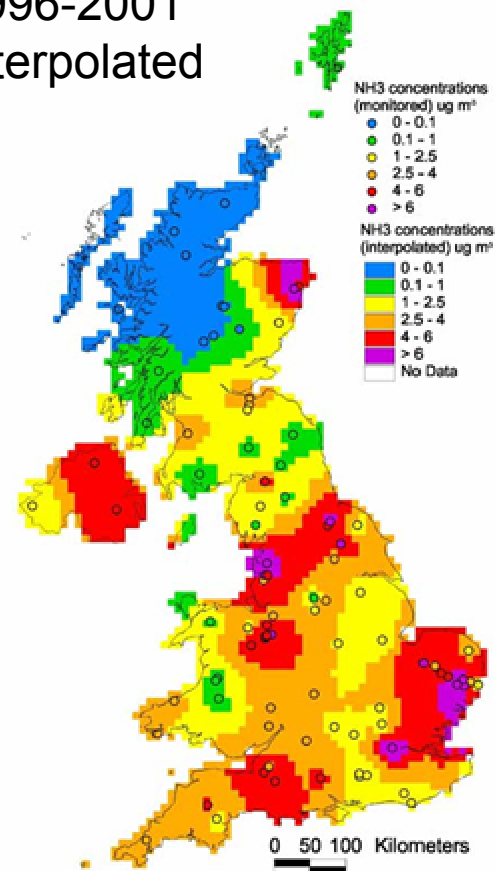 996-2001
terpolated
NH3 concentrations
(monitored) ug m³
0 - 0.1
0.1 - 1
1 - 2.5
2.5 - 4
4 - 6
> 6
NH3 concentrations
(interpolated) ug m³
0 - 0.1
0.1 - 1
1 - 2.5
2.5 - 4
4 - 6
> 6
No Data
0 50 100 Kilometers